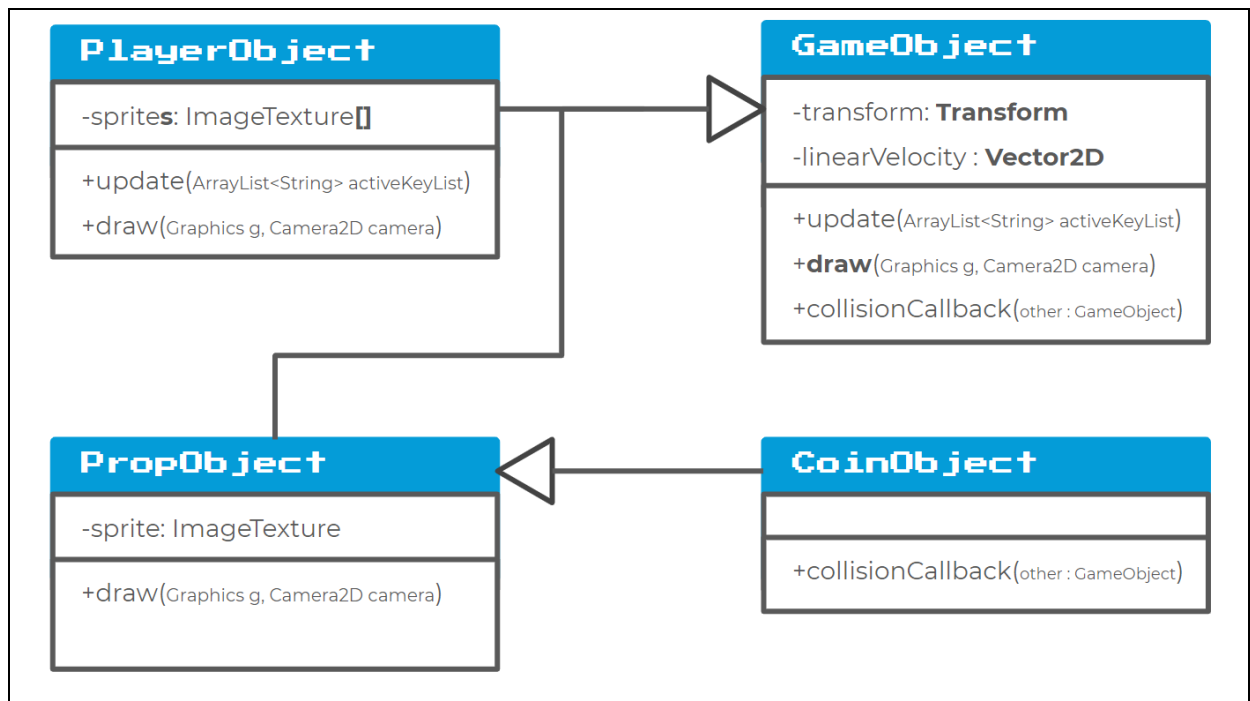 PlayerObject
-sprites: ImageTexture[]
+update(ArrayList<String> activeKeyList)
+draw(Graphics g, Camera2D camera)
GameObject
-transform: Transform
-linearVelocity : Vector2D
+update(ArrayList<String> activeKeyList)
+draw(Graphics g, Camera2D camera)
+collisionCallback(other : GameObject)
PropObject
-sprite: ImageTexture
+draw(Graphics g, Camera2D camera)
CoinObject
+collisionCallback(other : GameObject)